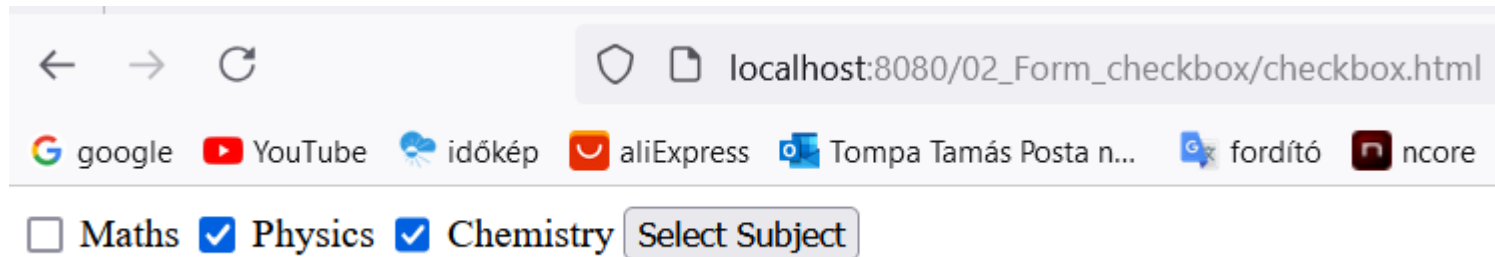 localhost:8080/02_Form_checkbox/checkbox.html
google YouTube időkép aliExpress Tompa Tamás Posta n... fordító ncore
Maths Physics Chemistry Select Subject